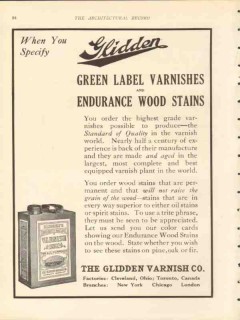 84
THE ARCHITECTURAL RECORD
When You
Specify
Glidden
GREEN LABEL VARNISHES
AND
ENDURANCE WOOD STAINS
You order the highest grade var-
nishes possible to produce—the
Standard of Quality in the varnish
world. Nearly half a century of ex-
perience is back of their manufacture
and they are made and aged in the
largest, most complete and best
equipped varnish plant in the world.
You order wood stains that are per-
manent and that will not raise the
grain of the wood—stains that are in
every way superior to either oil stains
or spirit stains. To use a trite phrase,
they must be seen to be appreciated.
Let us send you our color cards
showing our Endurance Wood Stains
on the wood. State whether you wish
to see these stains on pine, oak or fir.
THE GLIDDEN VARNISH CO.
Factories: Cleveland, Ohio; Toronto, Canada
Branches: New York Chicago London